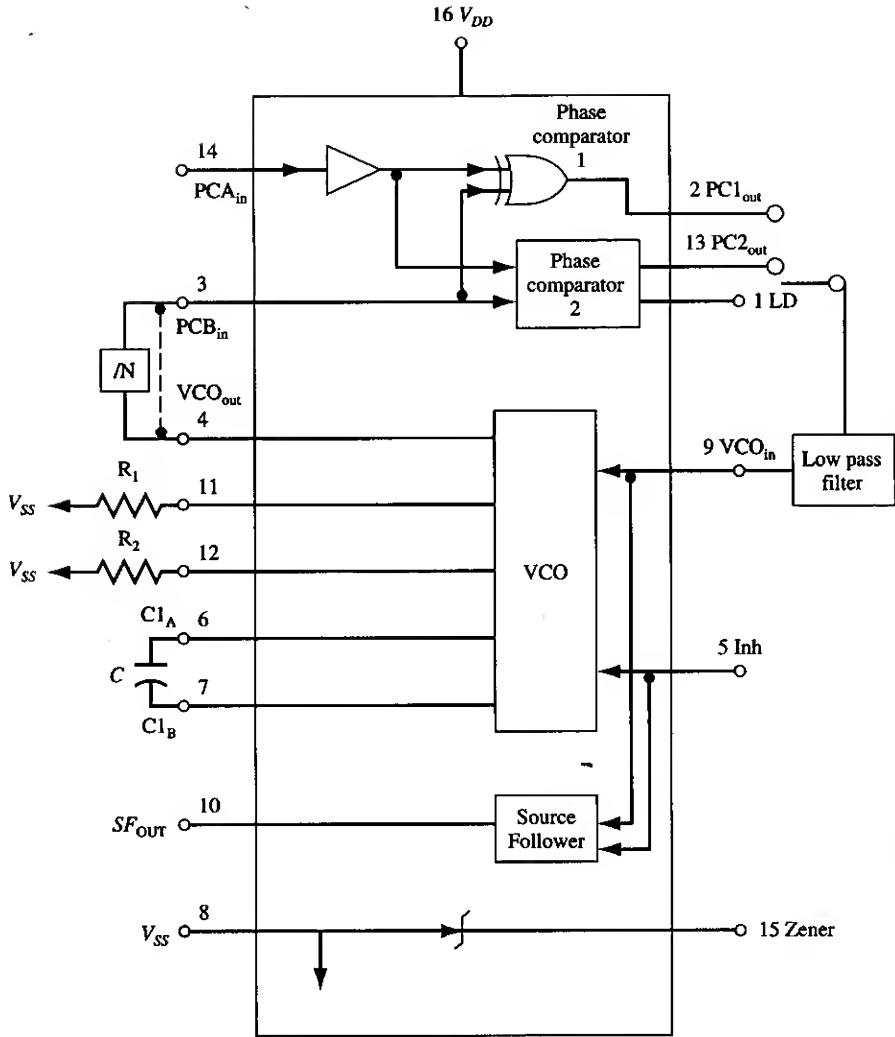 16 V_DD
Phase
comparator
1
14
PCA_in
2 PC1_out
13 PC2_out
Phase
comparator
2
3
PCB_in
1 LD
/N
VCO_out
4
9 VCO_in
Low pass
filter
R_1
V_SS
11
R_2
V_SS
12
VCO
C1_A
6
5 Inh
C
7
C1_B
10
SF_OUT
Source
Follower
8
V_SS
15 Zener